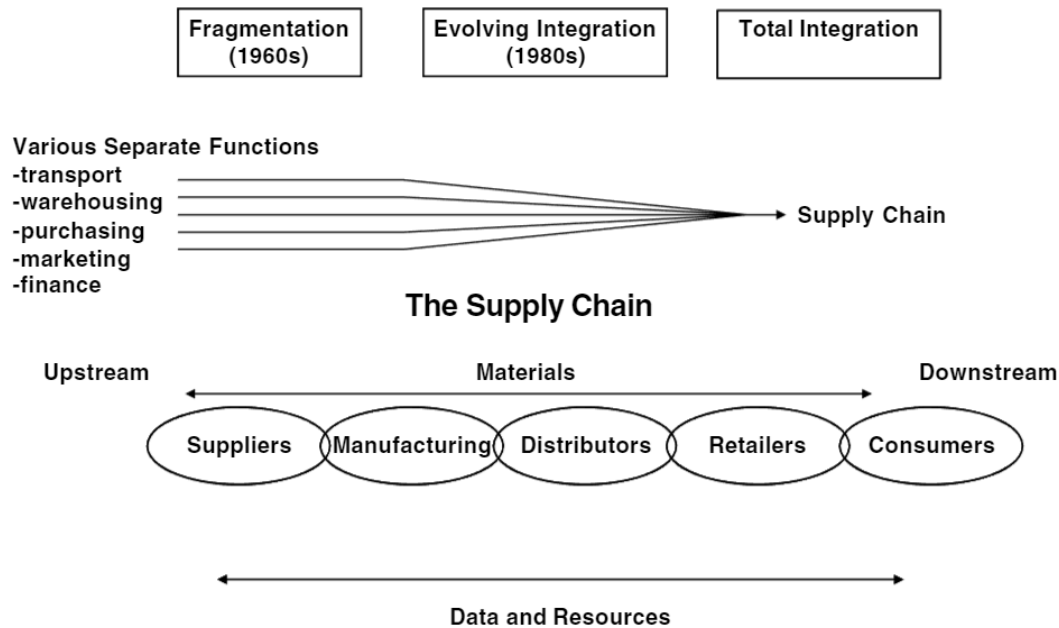 Fragmentation
(1960s)
Evolving Integration
(1980s)
Total Integration
Various Separate Functions
-transport
-warehousing
-purchasing
-marketing
-finance
Supply Chain
The Supply Chain
Upstream
Materials
Downstream
Suppliers
Manufacturing
Distributors
Retailers
Consumers
Data and Resources